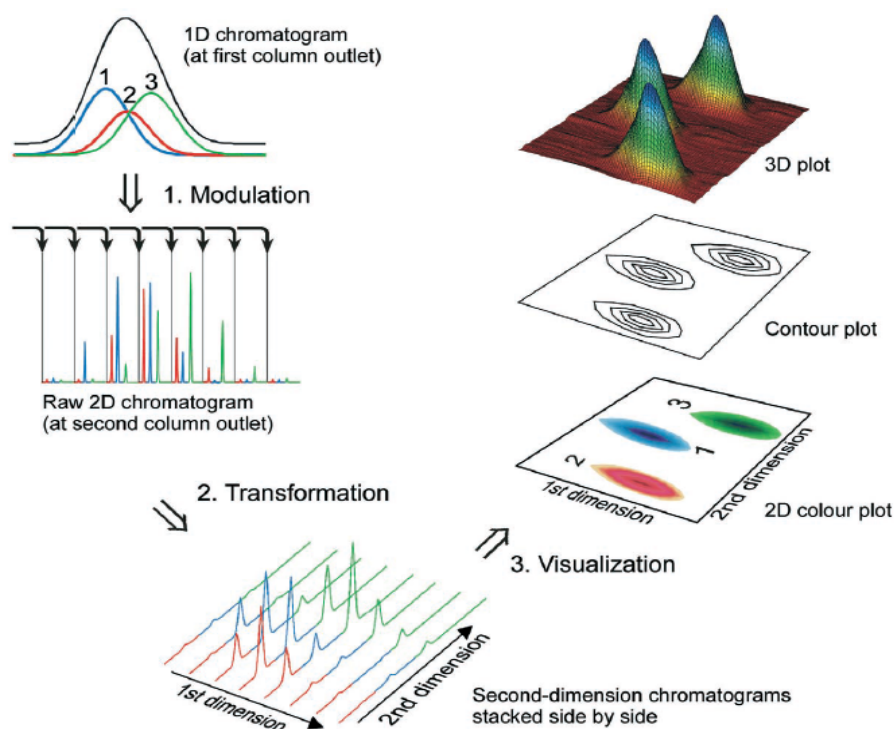 1D chromatogram
(at first column outlet)
1
2
3
1. Modulation
Raw 2D chromatogram
(at second column outlet)
2. Transformation
1st dimension
2nd dimension
Second-dimension chromatograms
stacked side by side
3. Visualization
3D plot
Contour plot
3
1
2
1st dimension
2nd dimension
2D colour plot